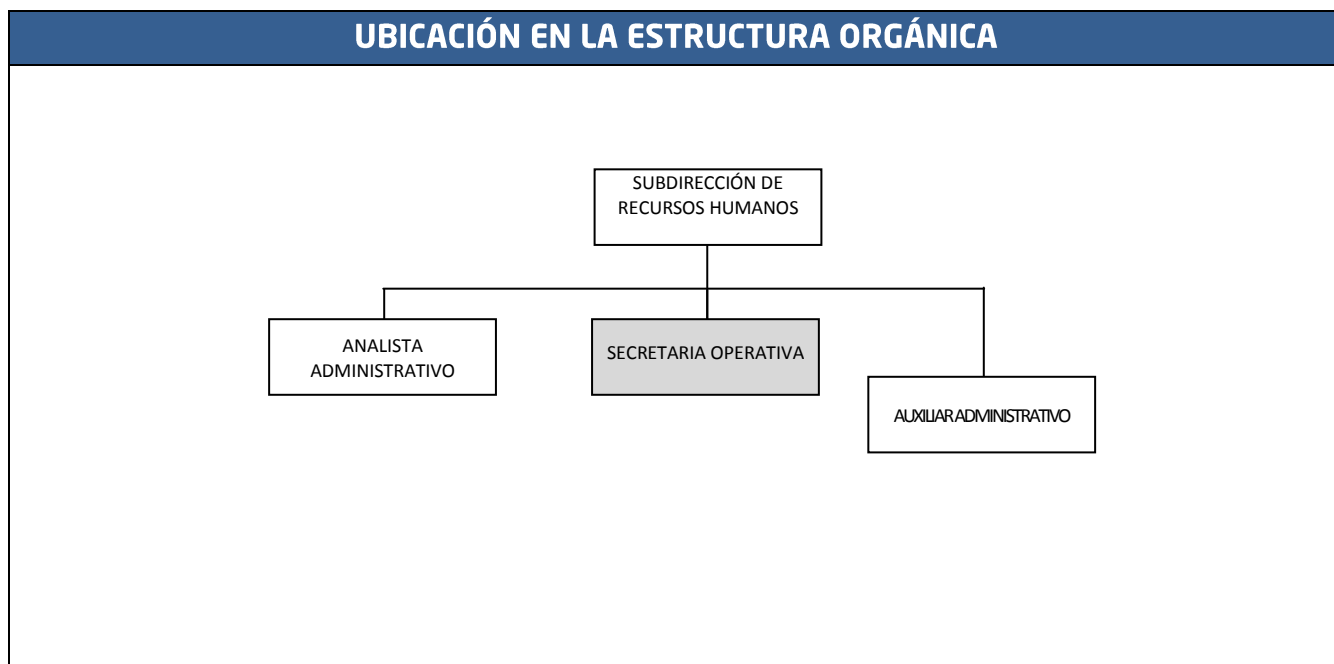 UBICACIÓN EN LA ESTRUCTURA ORGÁNICA
SUBDIRECCIÓN DE
RECURSOS HUMANOS
ANALISTA
ADMINISTRATIVO
SECRETARIA OPERATIVA
AUXILIAR ADMINISTRATIVO